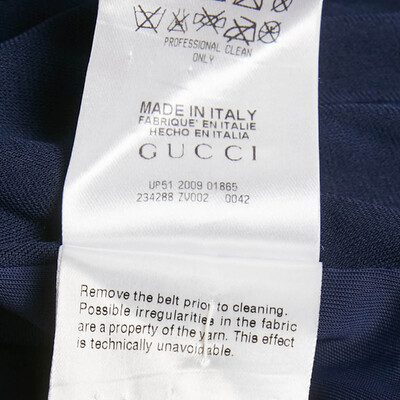 PROFESSIONAL CLEAN
ONLY
MADE IN ITALY
FABRIQUE' EN ITALIE
HECHO EN ITALIA
GUCCI
UP51 2009 01865
234288 ZV002 0042
Remove the belt prior to cleaning.
Possible irregularities in the fabric
are a property of the yarn. This effect
is technically unavoidable.